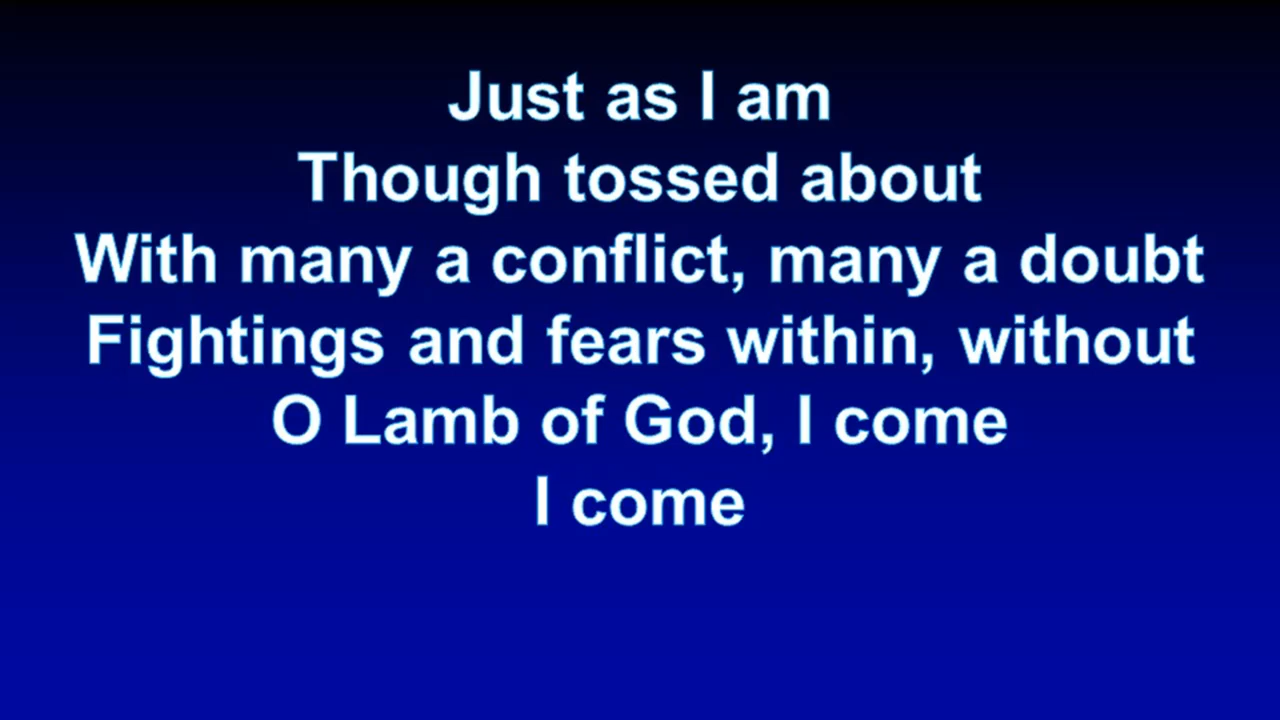 Just as I am
Though tossed about
With many a conflict, many a doubt
Fightings and fears within, without
O Lamb of God, I come
I come